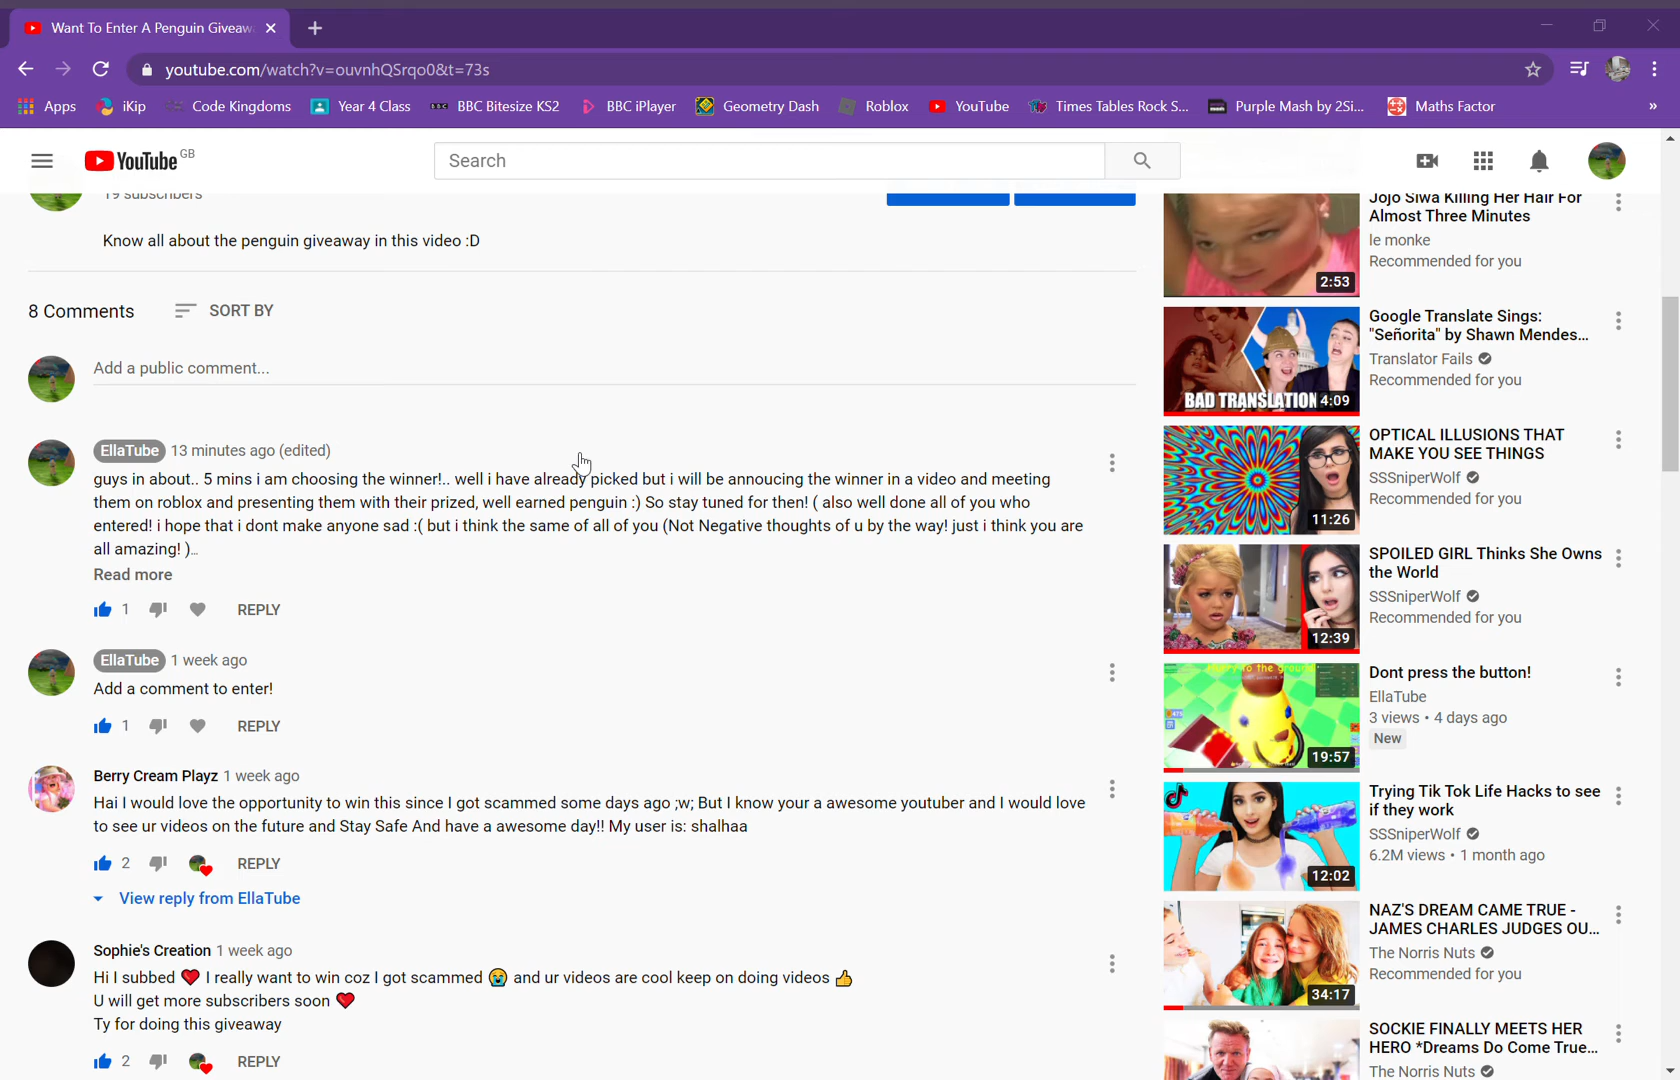 Want To Enter A Penguin Giveaw
youtube.com/watch?v=ouvnhQSrqo0&t=73s
Apps
iKip
Code Kingdoms
Year 4 Class
BBC Bitesize KS2
BBC iPlayer
Geometry Dash
Roblox
YouTube
Times Tables Rock S...
Purple Mash by 2Si...
Maths Factor
»
YouTube GB
Search
19 subscribers
Know all about the penguin giveaway in this video :D
8 Comments
SORT BY
Add a public comment...
EllaTube 13 minutes ago (edited)
guys in about.. 5 mins i am choosing the winner!.. well i have already picked but i will be annoucing the winner in a video and meeting
them on roblox and presenting them with their prized, well earned penguin :) So stay tuned for then! ( also well done all of you who
entered! i hope that i dont make anyone sad :( but i think the same of all of you (Not Negative thoughts of u by the way! just i think you are
all amazing! )...
Read more
1
REPLY
EllaTube 1 week ago
Add a comment to enter!
1
REPLY
Berry Cream Playz 1 week ago
Hai I would love the opportunity to win this since I got scammed some days ago ;w; But I know your a awesome youtuber and I would love
to see ur videos on the future and Stay Safe And have a awesome day!! My user is: shalhaa
2
REPLY
View reply from EllaTube
Sophie's Creation 1 week ago
Hi I subbed ❤️ I really want to win coz I got scammed 😭 and ur videos are cool keep on doing videos 👍
U will get more subscribers soon ❤️
Ty for doing this giveaway
2
REPLY
Jojo Siwa Killing Her Hair For
Almost Three Minutes
le monke
Recommended for you
2:53
Google Translate Sings:
"Señorita" by Shawn Mendes...
Translator Fails
Recommended for you
BAD TRANSLATION
4:09
OPTICAL ILLUSIONS THAT
MAKE YOU SEE THINGS
SSSniperWolf
Recommended for you
11:26
SPOILED GIRL Thinks She Owns
the World
SSSniperWolf
Recommended for you
12:39
Dont press the button!
EllaTube
3 views • 4 days ago
New
to the ground
19:57
Trying Tik Tok Life Hacks to see
if they work
SSSniperWolf
6.2M views • 1 month ago
12:02
NAZ'S DREAM CAME TRUE -
JAMES CHARLES JUDGES OU...
The Norris Nuts
Recommended for you
34:17
SOCKIE FINALLY MEETS HER
HERO *Dreams Do Come True...
The Norris Nuts